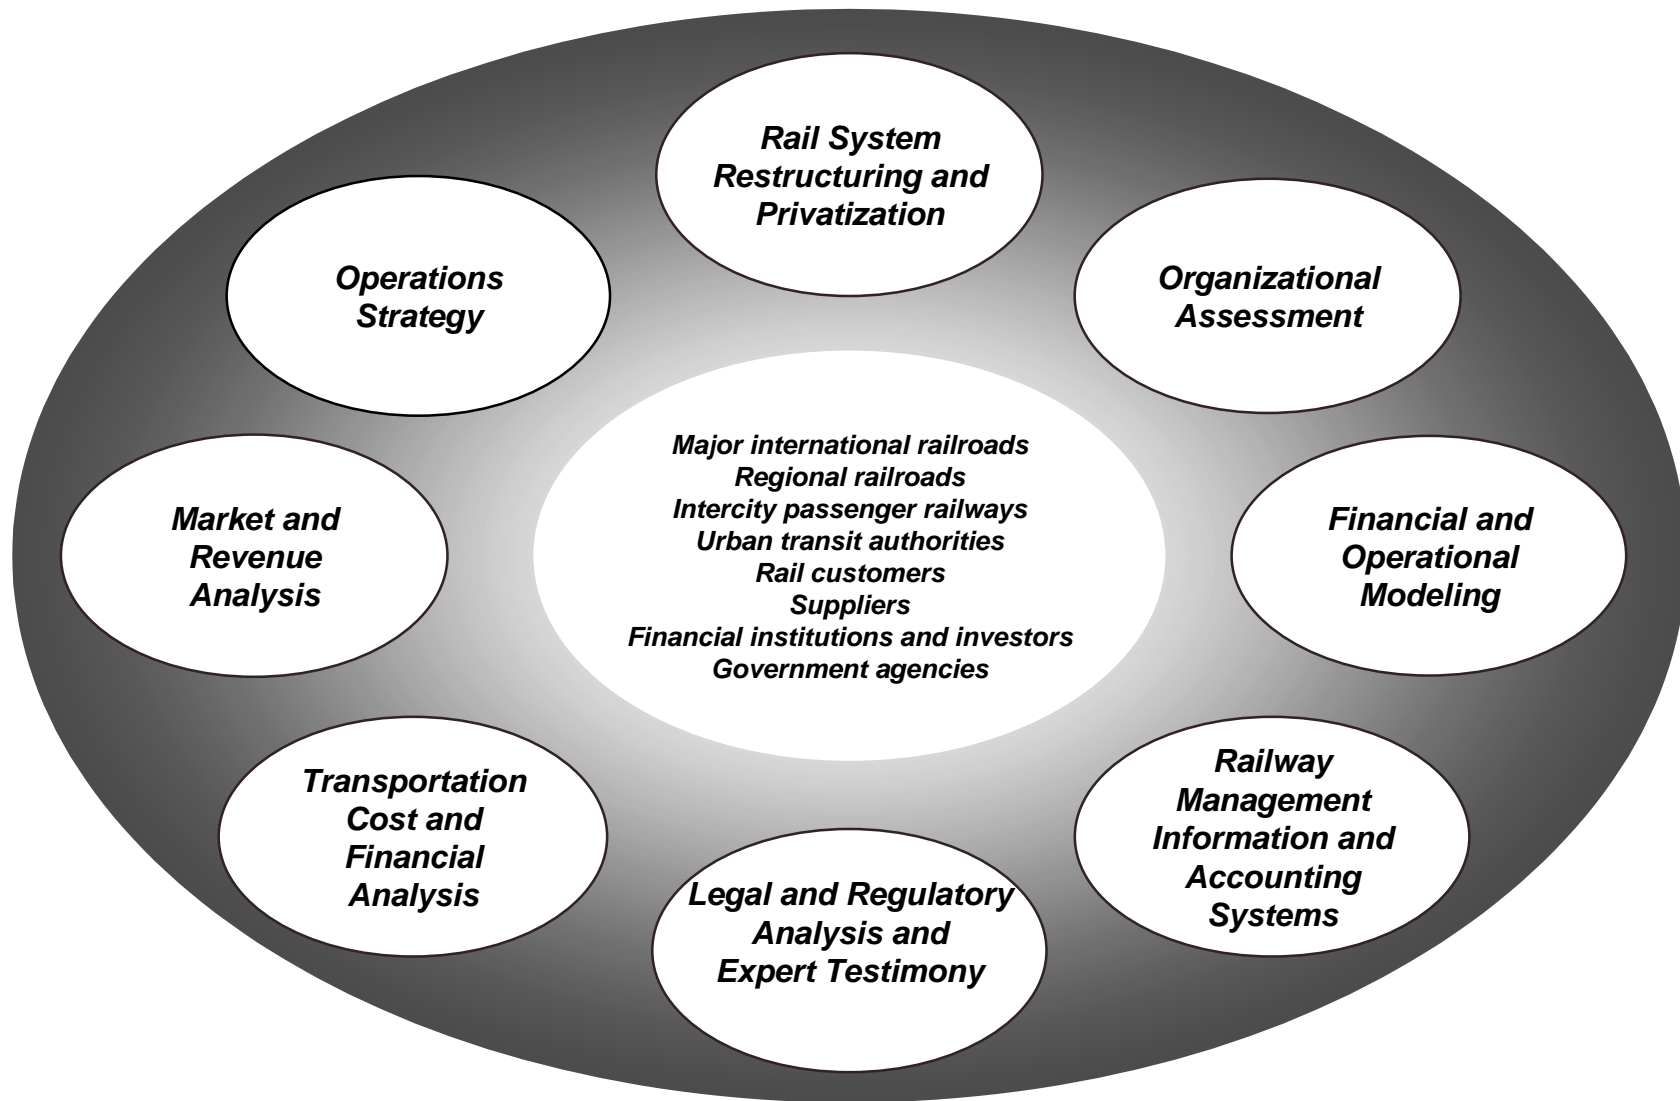 Rail System
Restructuring and
Privatization
Operations
Strategy
Organizational
Assessment
Major international railroads
Regional railroads
Intercity passenger railways
Urban transit authorities
Rail customers
Suppliers
Financial institutions and investors
Government agencies
Market and
Revenue
Analysis
Financial and
Operational
Modeling
Transportation
Cost and
Financial
Analysis
Railway
Management
Information and
Accounting
Systems
Legal and Regulatory
Analysis and
Expert Testimony